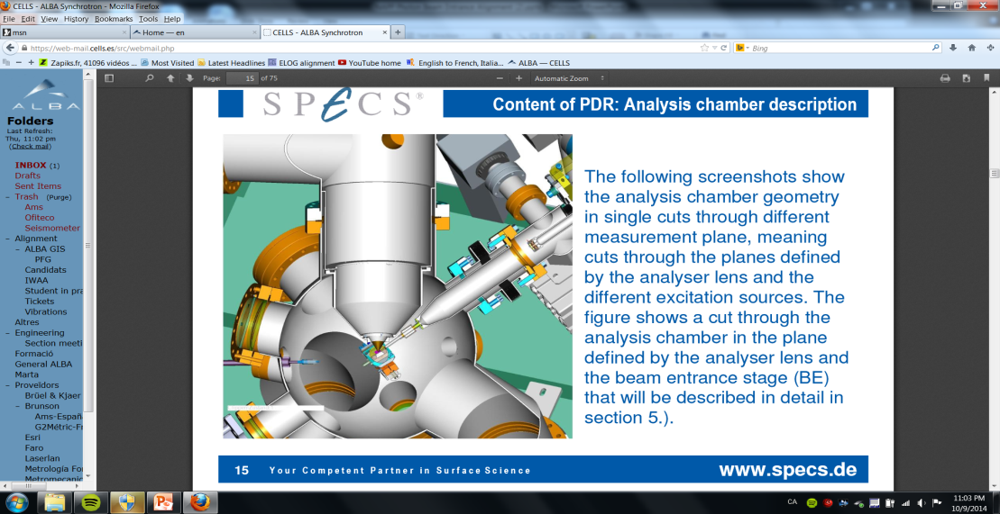 CELLS - ALBA Synchrotron - Mozilla Firefox
File Edit View History Bookmarks Tools Help
msn
Home — en
CELLS - ALBA Synchrotron
https://web-mail.cells.es/src/webmail.php
Bing
Zapiks.fr, 41096 vidéos ... Most Visited Latest Headlines ELOG alignment YouTube home English to French, Italia... ALBA — CELLS
Page: 15 of 75
Automatic Zoom
ALBA
Folders
Last Refresh:
Thu, 11:02 pm
(Check mail)
INBOX (1)
Drafts
Sent Items
Trash (Purge)
Ams
Ofiteco
Seismometer
Alignment
ALBA GIS
PFG
Candidats
IWAA
Student in pra
Tickets
Vibrations
Altres
Engineering
Section meeti
Formació
General ALBA
Marta
Proveïdors
Brüel & Kjaer
Brunson
Ams-Españ
G2Métric-Fr
Esri
Faro
Laserlan
Metrologia Fo
Metromecanic
SPECS®
Content of PDR: Analysis chamber description
The following screenshots show
the analysis chamber geometry
in single cuts through different
measurement plane, meaning
cuts through the planes defined
by the analyser lens and the
different excitation sources. The
figure shows a cut through the
analysis chamber in the plane
defined by the analyser lens and
the beam entrance stage (BE)
that will be described in detail in
section 5.).
15 Your Competent Partner in Surface Science
www.specs.de
CA
11:03 PM
10/9/2014